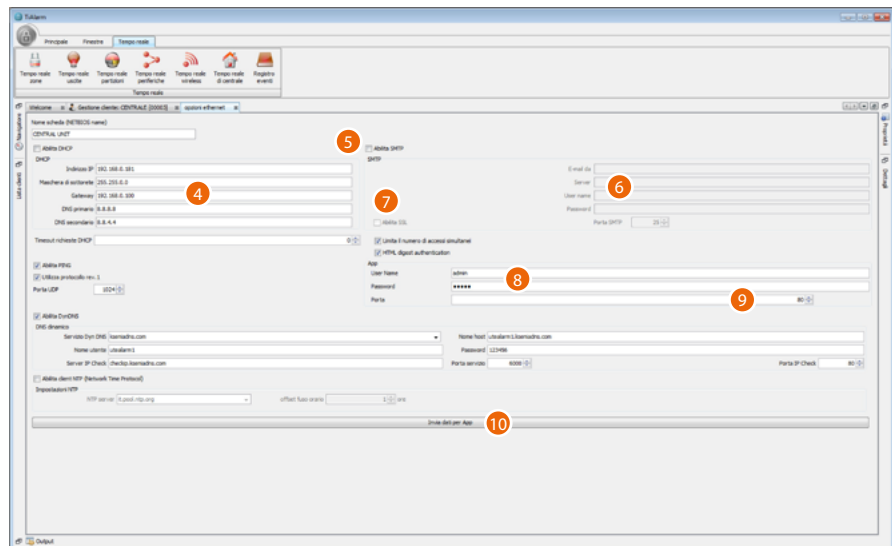 TiAlarm
Principale Finestre Tempo reale
Tempo reale zone
Tempo reale uscite
Tempo reale partizioni
Tempo reale periferiche
Tempo reale wireless
Tempo reale di centrale
Registro eventi
Tempo reale
Welcome Gestione cliente: CENTRALE [00003] opzioni ethernet
Navigatore
Lista clienti
Proprietà
Dettagli
Nome scheda (NETBIOS name)
CENTRAL UNIT
Abilita DHCP
5
Abilita SMTP
DHCP
SMTP
Indirizzo IP 192.168.0.181
E-mail da
Maschera di sottorete 255.255.0.0
4
Server
6
Gateway 192.168.0.100
User name
DNS primario 8.8.8.8
7
Password
DNS secondario 8.8.4.4
Abilita SSL
Porta SMTP 25
Timeout richieste DHCP 0
Limita il numero di accessi simultanei
HTML digest authentication
Abilita PING
App
Utilizza protocollo rev.1
User Name admin
8
Porta UDP 1024
Password •••••
Porta 80
9
Abilita DynDNS
DNS dinamico
Servizio Dyn DNS kseniadns.com
Nome host utsxalarm1.kseniadns.com
Nome utente utsxalarm1
Password 123456
Server IP Check checkip.kseniadns.com
Porta servizio 6000
Porta IP Check 80
Abilita client NTP (Network Time Protocol)
Impostazioni NTP
NTP server it.pool.ntp.org
offset fuso orario 1 ore
Invia dati per App
10
Output